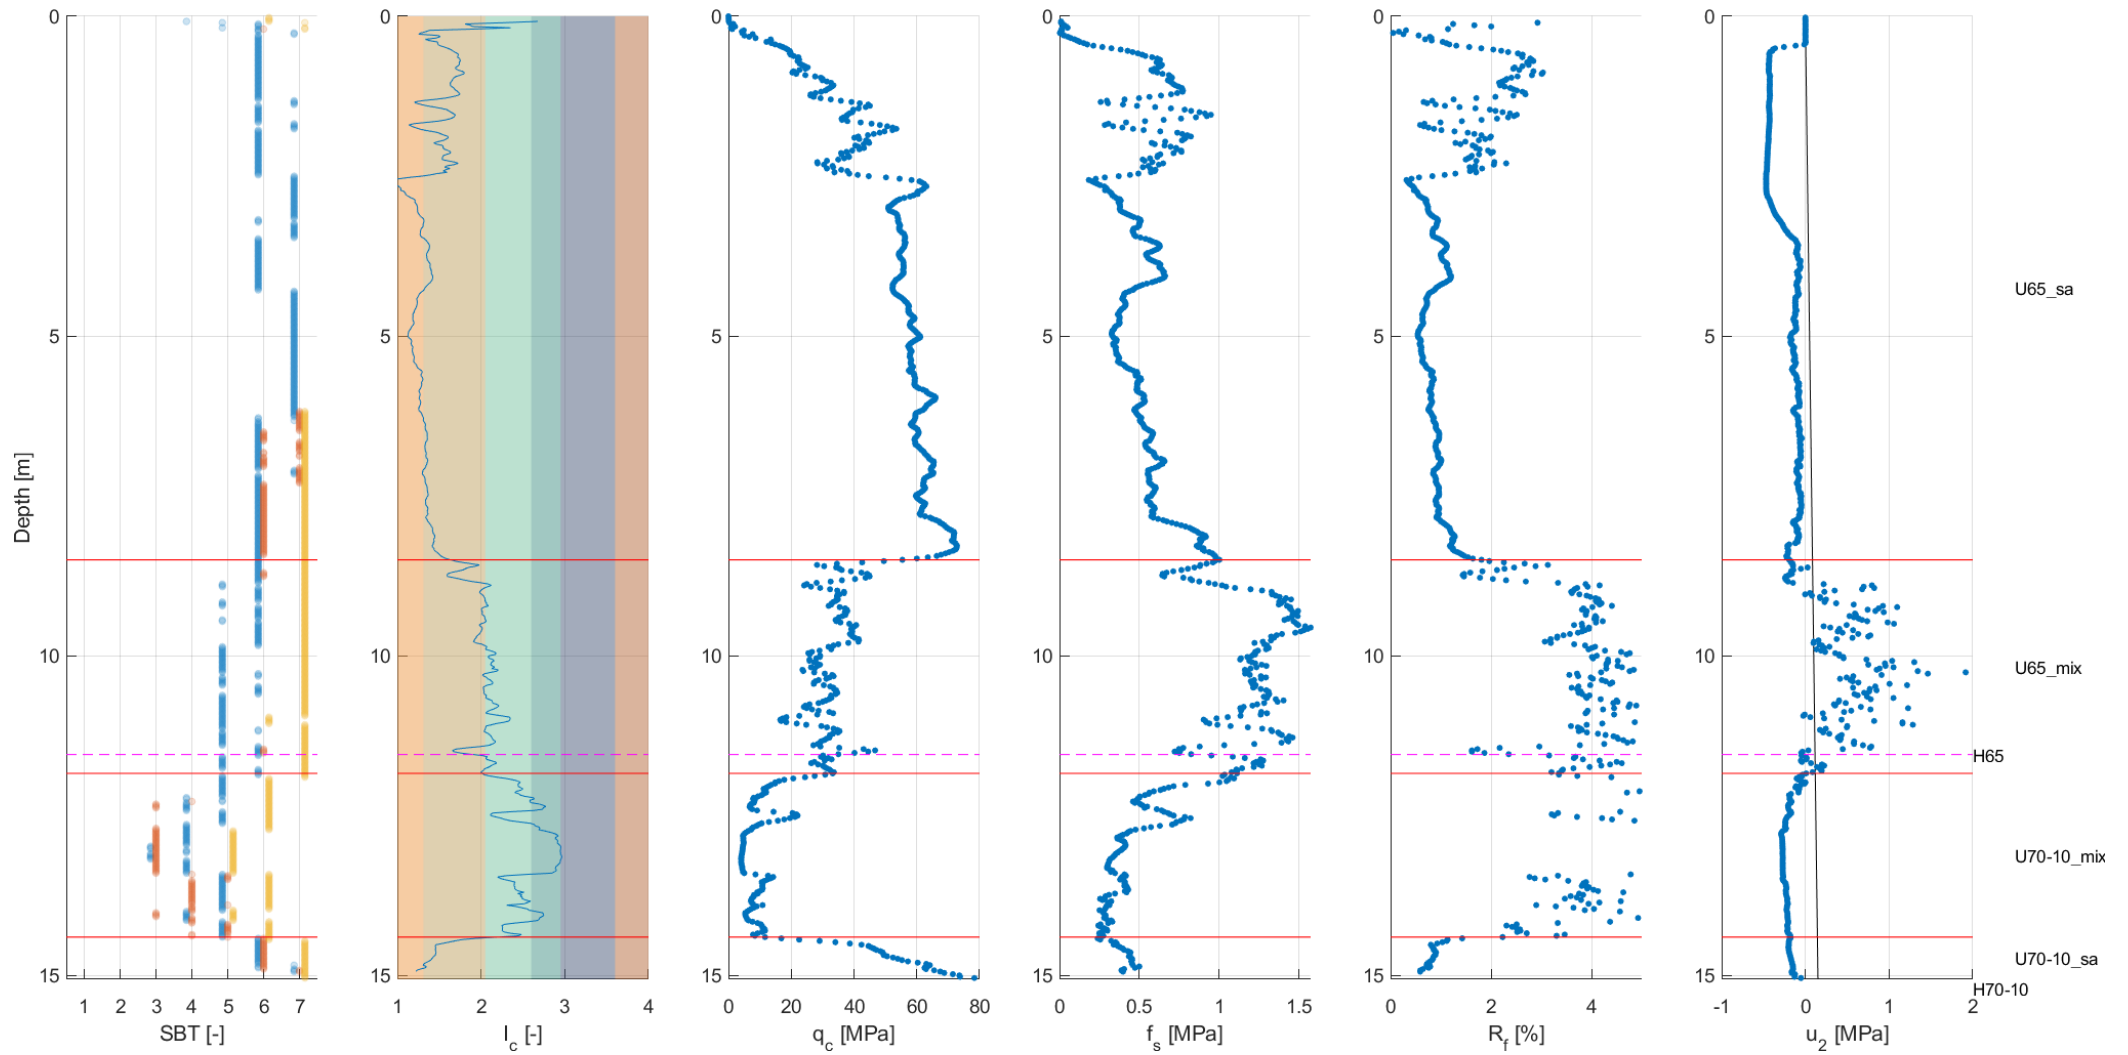 0
5
10
15
Depth [m]
1 2 3 4 5 6 7
SBT [-]
0
5
10
15
1 2 3 4
I_c [-]
0
5
10
15
0 20 40 60 80
q_c [MPa]
0
5
10
15
0 0.5 1 1.5
f_s [MPa]
0
5
10
15
0 2 4
R_f [%]
0
5
10
15
-1 0 1 2
u_2 [MPa]
U65_sa
U65_mix
H65
U70-10_mix
U70-10_sa
H70-10